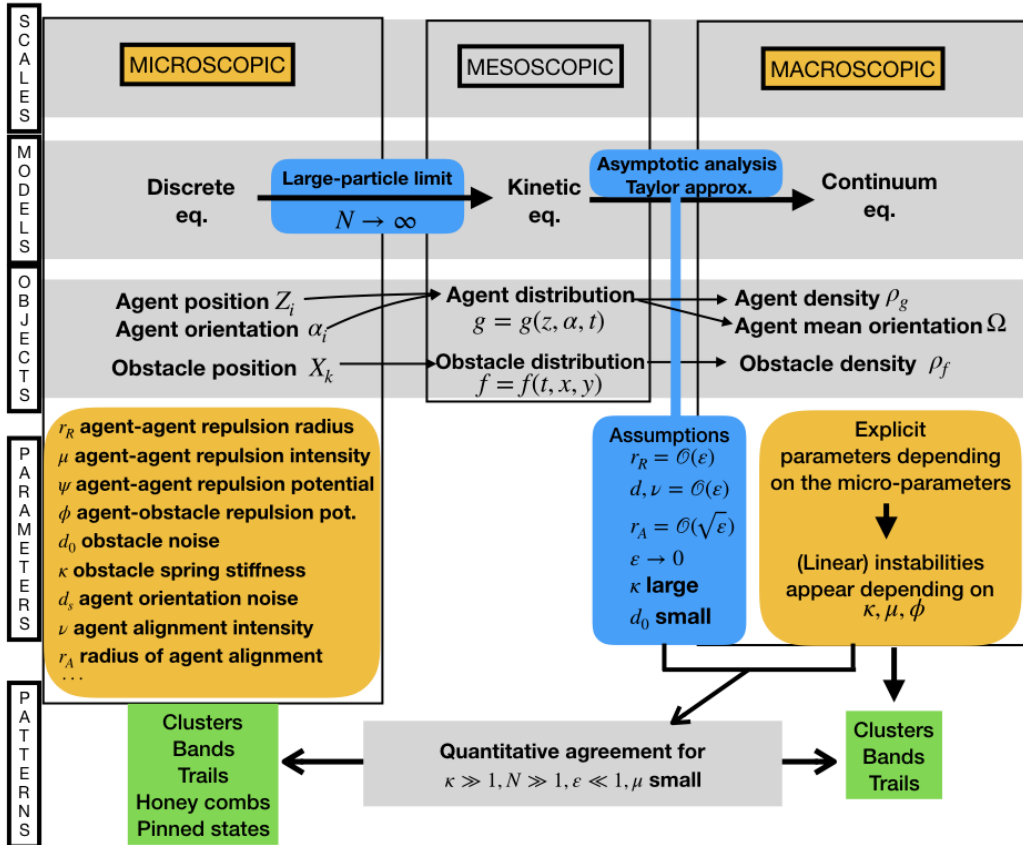 SCALES
MICROSCOPIC
MESOSCOPIC
MACROSCOPIC
MODELS
Discrete
eq.
Large-particle limit
N → ∞
Kinetic
eq.
Asymptotic analysis
Taylor approx.
Continuum
eq.
OBJECTS
Agent position Z_i
Agent orientation α_i
Obstacle position X_k
Agent distribution
g = g(z, α, t)
Obstacle distribution
f = f(t, x, y)
Agent density ρ_g
Agent mean orientation Ω
Obstacle density ρ_f
PARAMETERS
r_R agent-agent repulsion radius
μ agent-agent repulsion intensity
ψ agent-agent repulsion potential
ϕ agent-obstacle repulsion pot.
d_0 obstacle noise
κ obstacle spring stiffness
d_s agent orientation noise
ν agent alignment intensity
r_A radius of agent alignment
...
Assumptions
r_R = 𝒪(ε)
d, ν = 𝒪(ε)
r_A = 𝒪(√ε)
ε → 0
κ large
d_0 small
Explicit
parameters depending
on the micro-parameters
(Linear) instabilities
appear depending on
κ, μ, ϕ
PATTERNS
Clusters
Bands
Trails
Honey combs
Pinned states
Quantitative agreement for
κ ≫ 1, N ≫ 1, ε ≪ 1, μ small
Clusters
Bands
Trails